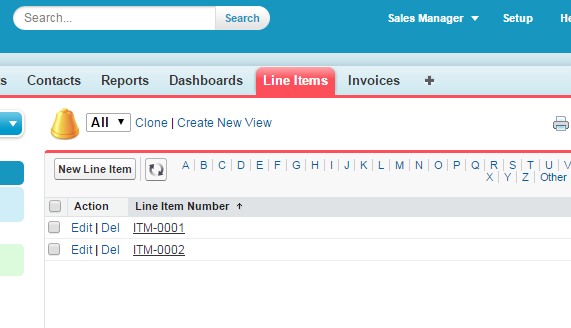 Search... Search Sales Manager Setup
Contacts Reports Dashboards Line Items Invoices +
All Clone | Create New View
New Line Item A | B | C | D | E | F | G | H | I | J | K | L | M | N | O | P | Q | R | S | T | U |
X | Y | Z | Other
Action Line Item Number ↑
Edit | Del ITM-0001
Edit | Del ITM-0002